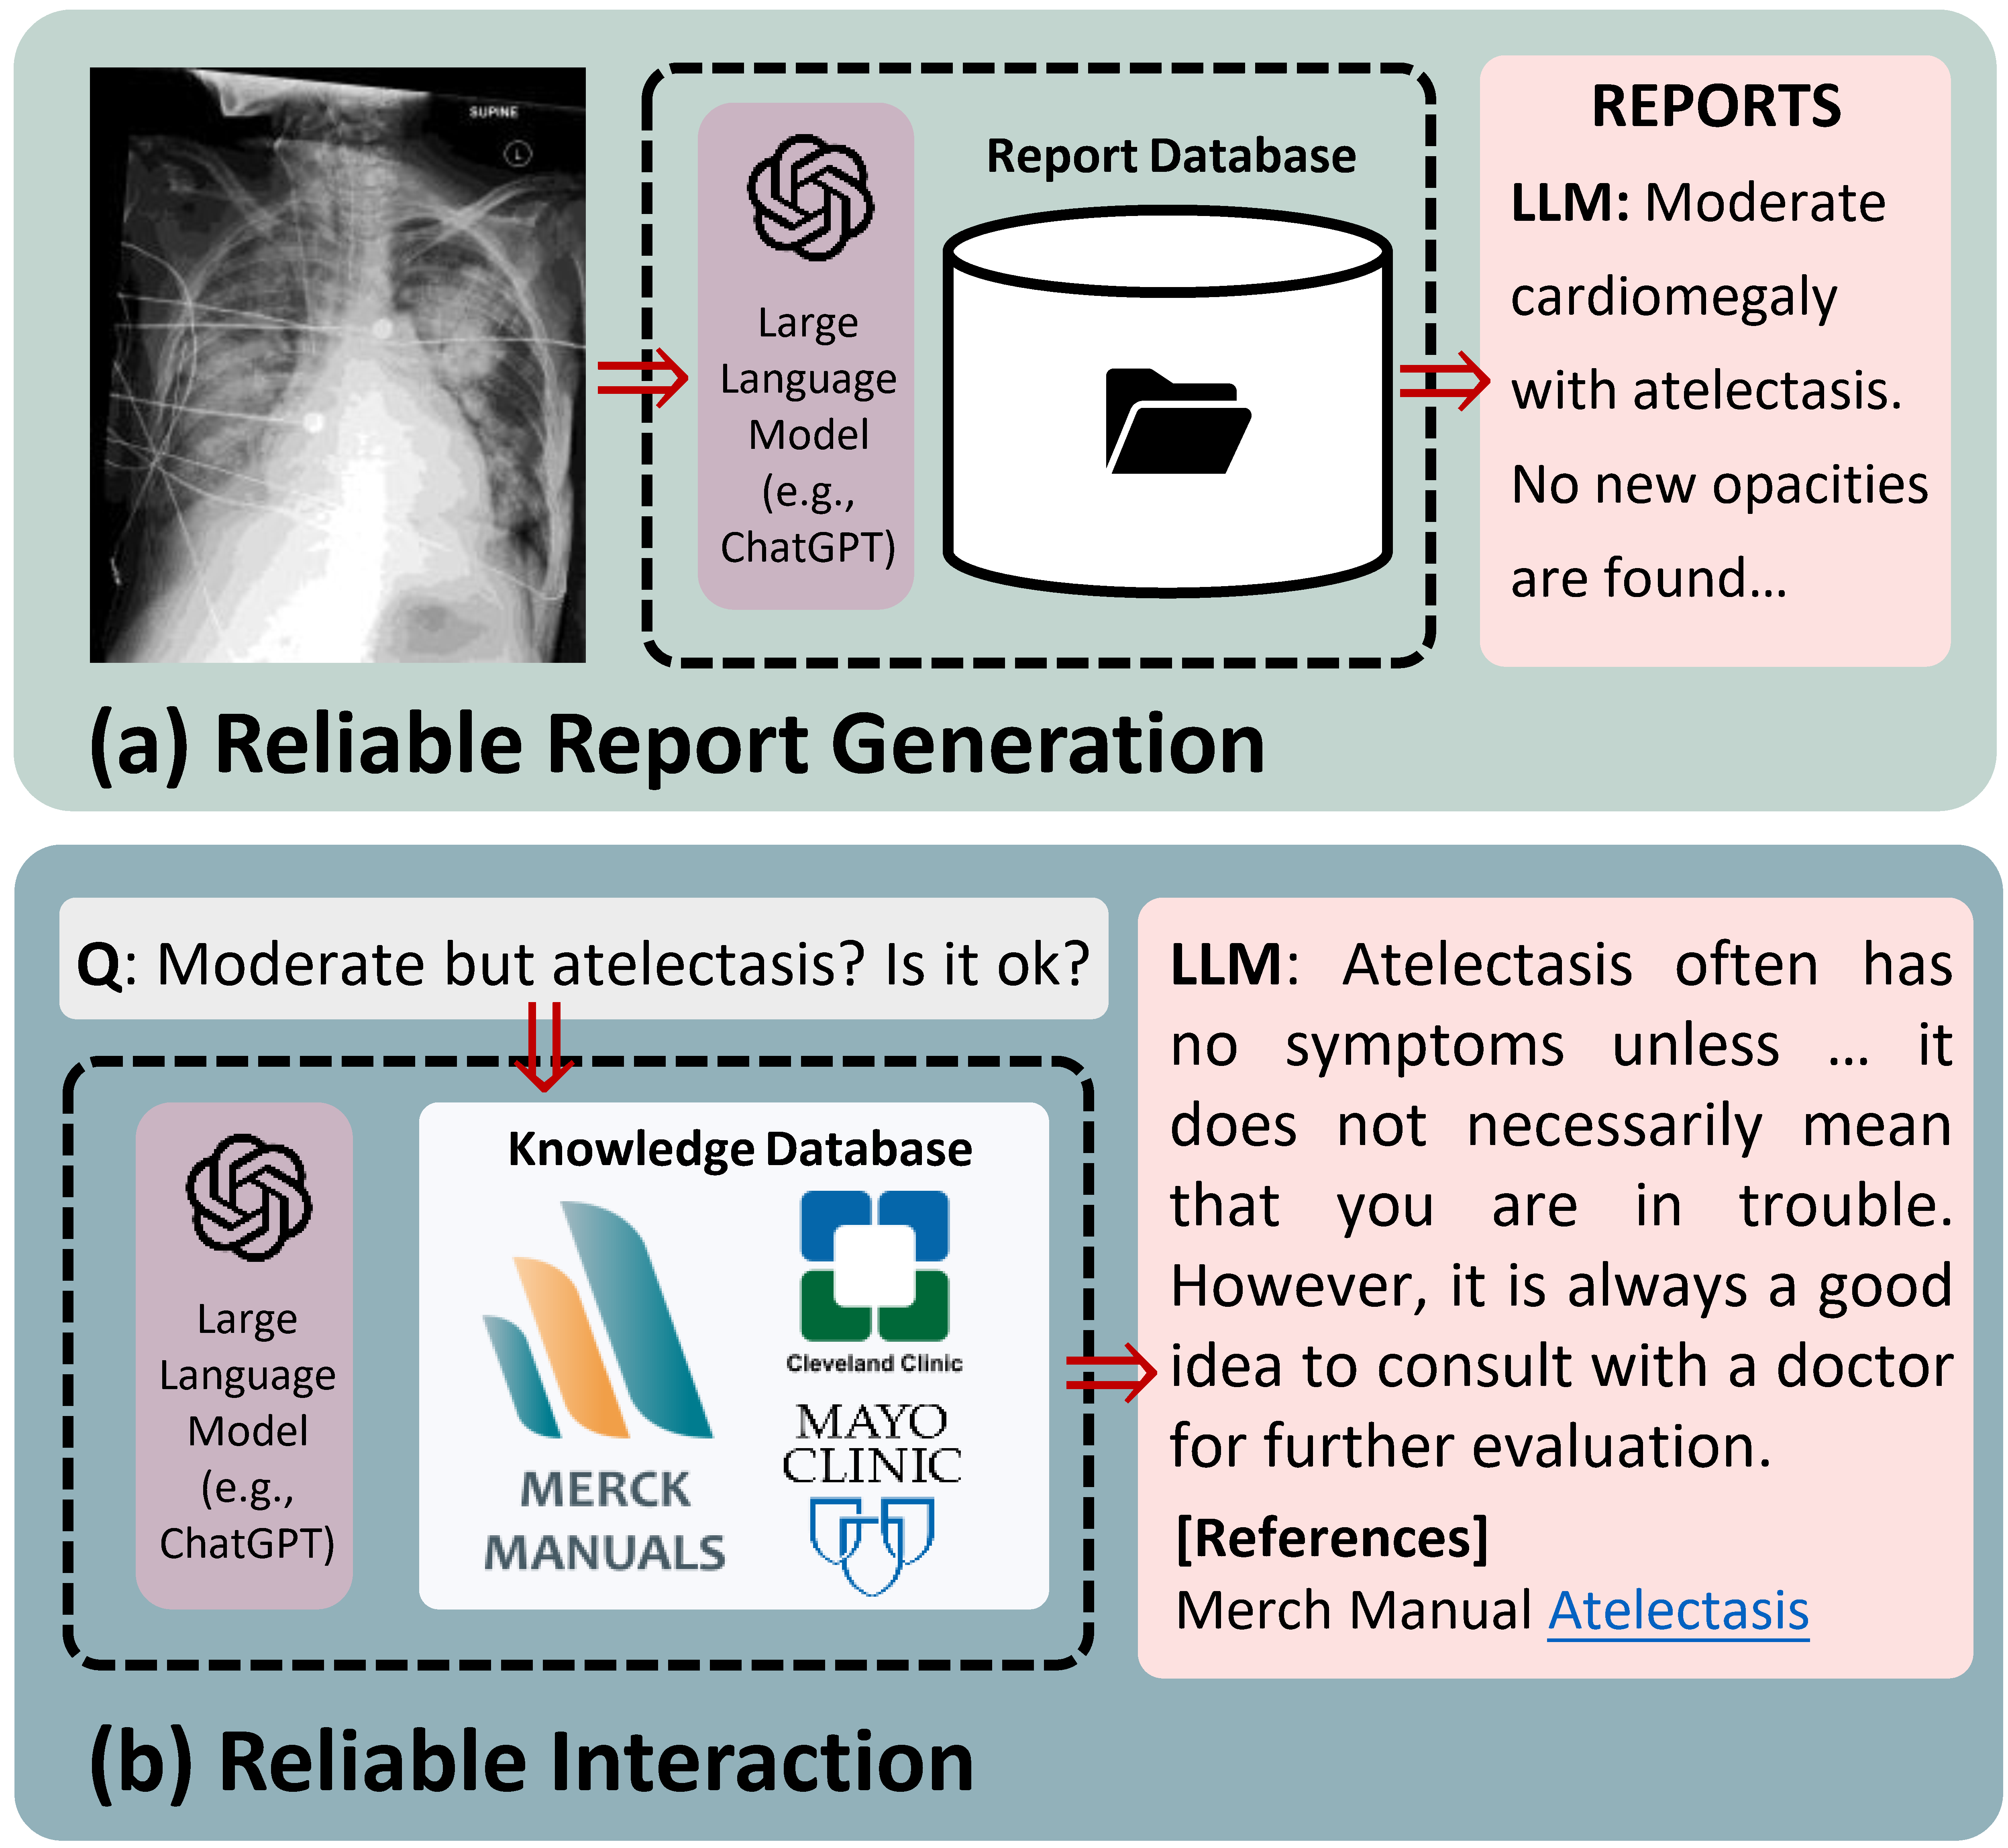 SUPINE
L
Large
Language
Model
(e.g.,
ChatGPT)
Report Database
REPORTS
LLM: Moderate
cardiomegaly
with atelectasis.
No new opacities
are found...
(a) Reliable Report Generation
Q: Moderate but atelectasis? Is it ok?
Large
Language
Model
(e.g.,
ChatGPT)
Knowledge Database
MERCK
MANUALS
Cleveland Clinic
MAYO
CLINIC
LLM: Atelectasis often has
no symptoms unless ... it
does not necessarily mean
that you are in trouble.
However, it is always a good
idea to consult with a doctor
for further evaluation.
[References]
Merch Manual Atelectasis
(b) Reliable Interaction